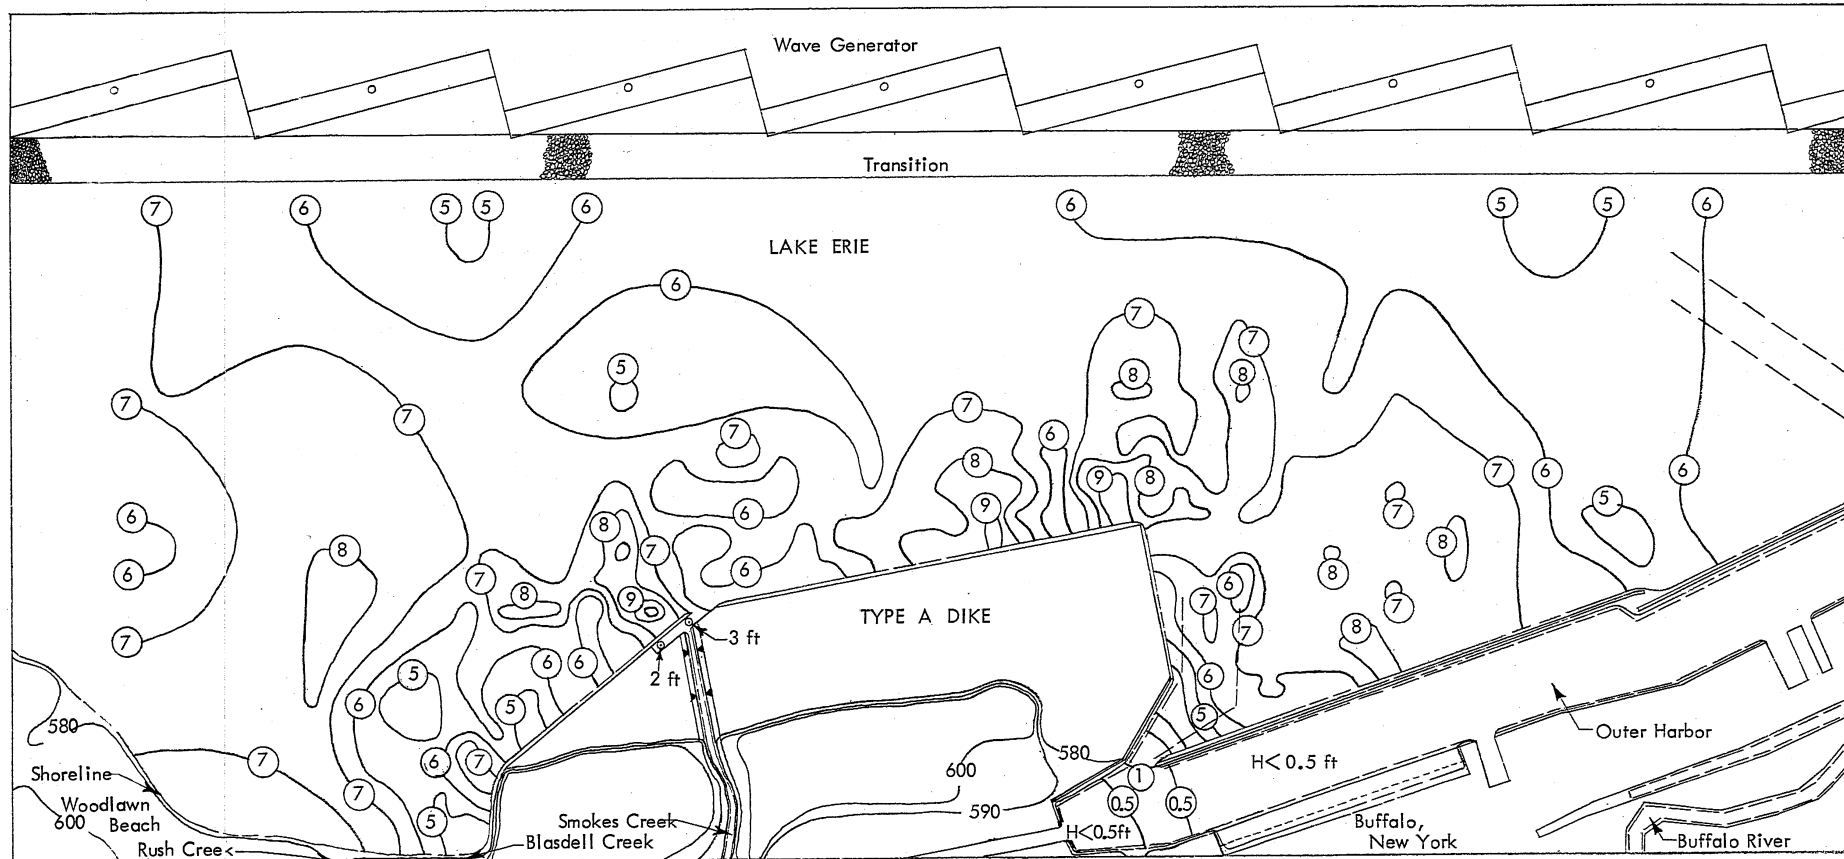 Wave Generator
Transition
7 6 5 5 6 6 5 5 6
LAKE ERIE
6
7 7
5 8 8
7 7 7
7 6
8 9 8 7 6 6
6 8 9 6 7 5
8 7 6 8
6 7 8 6 8
8 9 7 7
TYPE A DIKE
7 3 ft 7 8
5 6 6 2 ft 6
6 5 5
580 580 Outer Harbor
7 6 7 600 1 H<0.5 ft
Shoreline
7 0.5 0.5
Woodlawn
Beach
600 5 590
Smokes Creek H<0.5ft Buffalo,
New York
Rush Creek Blasdell Creek Buffalo River